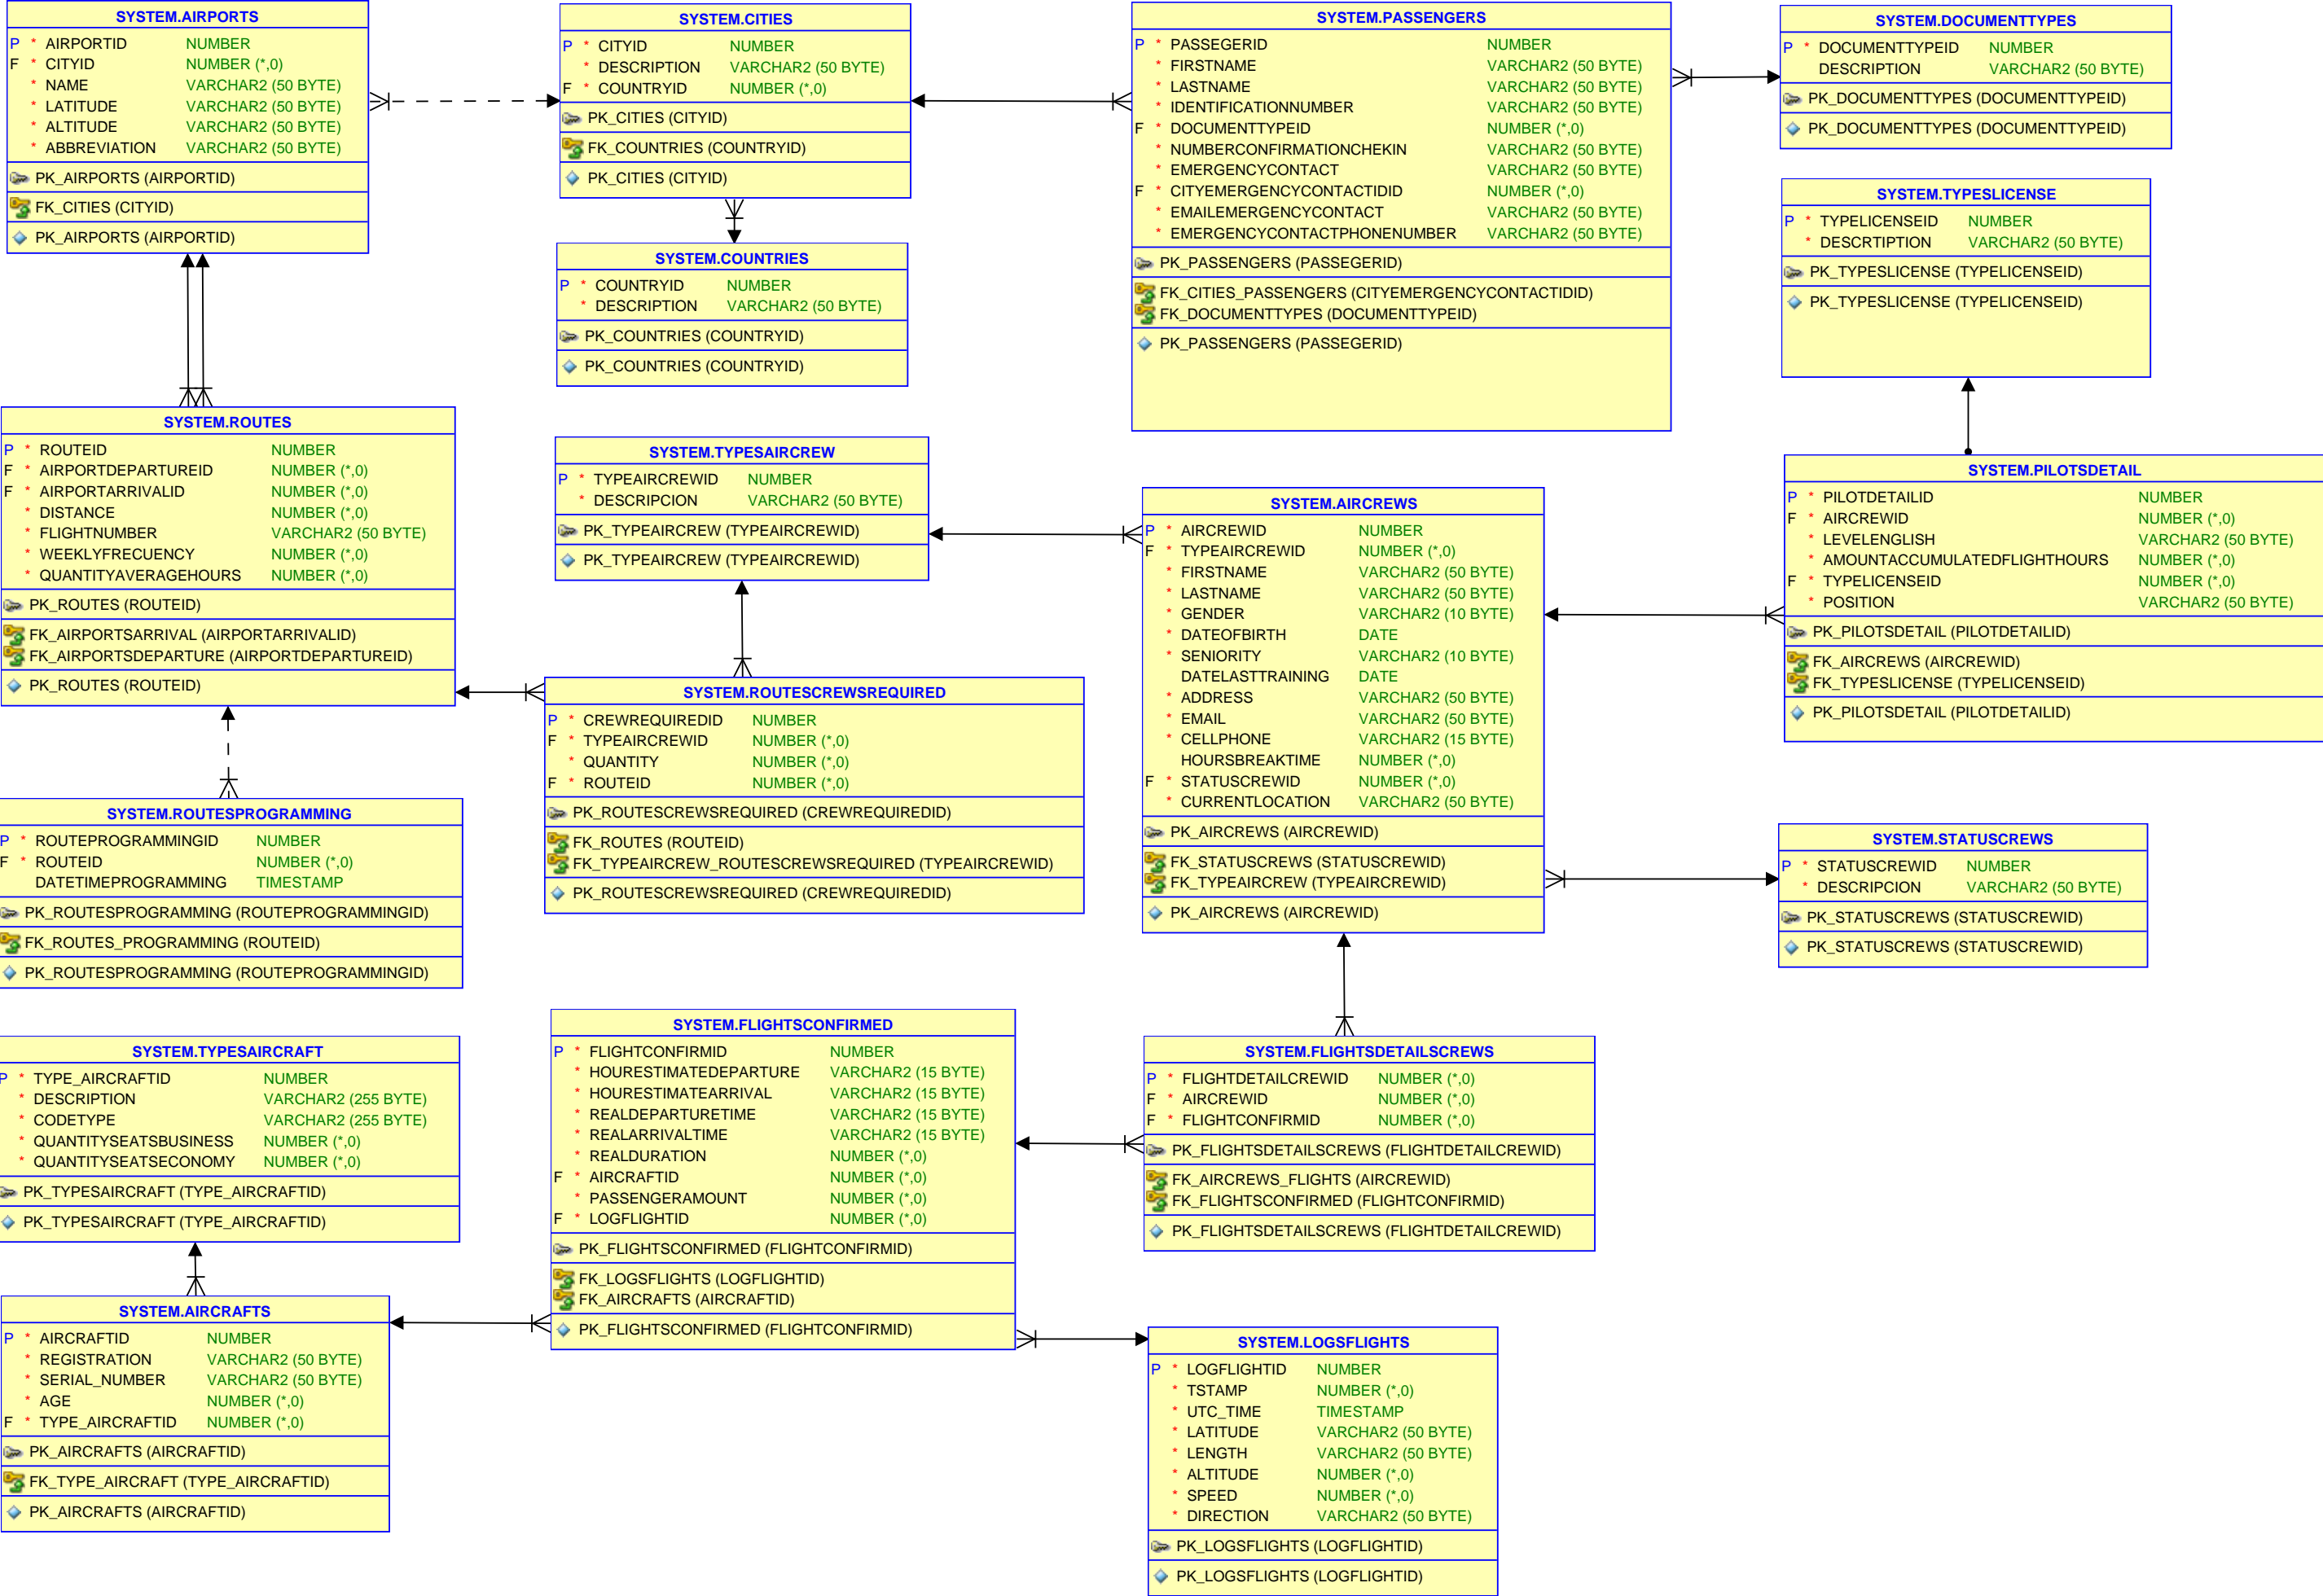 SYSTEM.AIRPORTS
P * AIRPORTID NUMBER
F * CITYID NUMBER (*,0)
* NAME VARCHAR2 (50 BYTE)
* LATITUDE VARCHAR2 (50 BYTE)
* ALTITUDE VARCHAR2 (50 BYTE)
* ABBREVIATION VARCHAR2 (50 BYTE)
PK_AIRPORTS (AIRPORTID)
FK_CITIES (CITYID)
PK_AIRPORTS (AIRPORTID)
SYSTEM.CITIES
P * CITYID NUMBER
* DESCRIPTION VARCHAR2 (50 BYTE)
F * COUNTRYID NUMBER (*,0)
PK_CITIES (CITYID)
FK_COUNTRIES (COUNTRYID)
PK_CITIES (CITYID)
SYSTEM.PASSENGERS
P * PASSEGERID NUMBER
* FIRSTNAME VARCHAR2 (50 BYTE)
* LASTNAME VARCHAR2 (50 BYTE)
* IDENTIFICATIONNUMBER VARCHAR2 (50 BYTE)
F * DOCUMENTTYPEID NUMBER (*,0)
* NUMBERCONFIRMATIONCHEKIN VARCHAR2 (50 BYTE)
* EMERGENCYCONTACT VARCHAR2 (50 BYTE)
F * CITYEMERGENCYCONTACTIDID NUMBER (*,0)
* EMAILEMERGENCYCONTACT VARCHAR2 (50 BYTE)
* EMERGENCYCONTACTPHONENUMBER VARCHAR2 (50 BYTE)
PK_PASSENGERS (PASSEGERID)
FK_CITIES_PASSENGERS (CITYEMERGENCYCONTACTIDID)
FK_DOCUMENTTYPES (DOCUMENTTYPEID)
PK_PASSENGERS (PASSEGERID)
SYSTEM.DOCUMENTTYPES
P * DOCUMENTTYPEID NUMBER
DESCRIPTION VARCHAR2 (50 BYTE)
PK_DOCUMENTTYPES (DOCUMENTTYPEID)
PK_DOCUMENTTYPES (DOCUMENTTYPEID)
SYSTEM.TYPESLICENSE
P * TYPELICENSEID NUMBER
* DESCRTIPTION VARCHAR2 (50 BYTE)
PK_TYPESLICENSE (TYPELICENSEID)
PK_TYPESLICENSE (TYPELICENSEID)
SYSTEM.COUNTRIES
P * COUNTRYID NUMBER
* DESCRIPTION VARCHAR2 (50 BYTE)
PK_COUNTRIES (COUNTRYID)
PK_COUNTRIES (COUNTRYID)
SYSTEM.ROUTES
P * ROUTEID NUMBER
F * AIRPORTDEPARTUREID NUMBER (*,0)
F * AIRPORTARRIVALID NUMBER (*,0)
* DISTANCE NUMBER (*,0)
* FLIGHTNUMBER VARCHAR2 (50 BYTE)
* WEEKLYFRECUENCY NUMBER (*,0)
* QUANTITYAVERAGEHOURS NUMBER (*,0)
PK_ROUTES (ROUTEID)
FK_AIRPORTSARRIVAL (AIRPORTARRIVALID)
FK_AIRPORTSDEPARTURE (AIRPORTDEPARTUREID)
PK_ROUTES (ROUTEID)
SYSTEM.TYPESAIRCREW
P * TYPEAIRCREWID NUMBER
* DESCRIPCION VARCHAR2 (50 BYTE)
PK_TYPEAIRCREW (TYPEAIRCREWID)
PK_TYPEAIRCREW (TYPEAIRCREWID)
SYSTEM.AIRCREWS
P * AIRCREWID NUMBER
F * TYPEAIRCREWID NUMBER (*,0)
* FIRSTNAME VARCHAR2 (50 BYTE)
* LASTNAME VARCHAR2 (50 BYTE)
* GENDER VARCHAR2 (10 BYTE)
* DATEOFBIRTH DATE
* SENIORITY VARCHAR2 (10 BYTE)
DATELASTTRAINING DATE
* ADDRESS VARCHAR2 (50 BYTE)
* EMAIL VARCHAR2 (50 BYTE)
* CELLPHONE VARCHAR2 (15 BYTE)
HOURSBREAKTIME NUMBER (*,0)
F * STATUSCREWID NUMBER (*,0)
* CURRENTLOCATION VARCHAR2 (50 BYTE)
PK_AIRCREWS (AIRCREWID)
FK_STATUSCREWS (STATUSCREWID)
FK_TYPEAIRCREW (TYPEAIRCREWID)
PK_AIRCREWS (AIRCREWID)
SYSTEM.PILOTSDETAIL
P * PILOTDETAILID NUMBER
F * AIRCREWID NUMBER (*,0)
* LEVELENGLISH VARCHAR2 (50 BYTE)
* AMOUNTACCUMULATEDFLIGHTHOURS NUMBER (*,0)
F * TYPELICENSEID NUMBER (*,0)
* POSITION VARCHAR2 (50 BYTE)
PK_PILOTSDETAIL (PILOTDETAILID)
FK_AIRCREWS (AIRCREWID)
FK_TYPESLICENSE (TYPELICENSEID)
PK_PILOTSDETAIL (PILOTDETAILID)
SYSTEM.ROUTESCREWSREQUIRED
P * CREWREQUIREDID NUMBER
F * TYPEAIRCREWID NUMBER (*,0)
* QUANTITY NUMBER (*,0)
F * ROUTEID NUMBER (*,0)
PK_ROUTESCREWSREQUIRED (CREWREQUIREDID)
FK_ROUTES (ROUTEID)
FK_TYPEAIRCREW_ROUTESCREWSREQUIRED (TYPEAIRCREWID)
PK_ROUTESCREWSREQUIRED (CREWREQUIREDID)
SYSTEM.ROUTESPROGRAMMING
P * ROUTEPROGRAMMINGID NUMBER
F * ROUTEID NUMBER (*,0)
DATETIMEPROGRAMMING TIMESTAMP
PK_ROUTESPROGRAMMING (ROUTEPROGRAMMINGID)
FK_ROUTES_PROGRAMMING (ROUTEID)
PK_ROUTESPROGRAMMING (ROUTEPROGRAMMINGID)
SYSTEM.STATUSCREWS
P * STATUSCREWID NUMBER
* DESCRIPCION VARCHAR2 (50 BYTE)
PK_STATUSCREWS (STATUSCREWID)
PK_STATUSCREWS (STATUSCREWID)
SYSTEM.TYPESAIRCRAFT
P * TYPE_AIRCRAFTID NUMBER
* DESCRIPTION VARCHAR2 (255 BYTE)
* CODETYPE VARCHAR2 (255 BYTE)
* QUANTITYSEATSBUSINESS NUMBER (*,0)
* QUANTITYSEATSECONOMY NUMBER (*,0)
PK_TYPESAIRCRAFT (TYPE_AIRCRAFTID)
PK_TYPESAIRCRAFT (TYPE_AIRCRAFTID)
SYSTEM.FLIGHTSCONFIRMED
P * FLIGHTCONFIRMID NUMBER
* HOURESTIMATEDEPARTURE VARCHAR2 (15 BYTE)
* HOURESTIMATEARRIVAL VARCHAR2 (15 BYTE)
* REALDEPARTURETIME VARCHAR2 (15 BYTE)
* REALARRIVALTIME VARCHAR2 (15 BYTE)
* REALDURATION NUMBER (*,0)
F * AIRCRAFTID NUMBER (*,0)
* PASSENGERAMOUNT NUMBER (*,0)
F * LOGFLIGHTID NUMBER (*,0)
PK_FLIGHTSCONFIRMED (FLIGHTCONFIRMID)
FK_LOGSFLIGHTS (LOGFLIGHTID)
FK_AIRCRAFTS (AIRCRAFTID)
PK_FLIGHTSCONFIRMED (FLIGHTCONFIRMID)
SYSTEM.FLIGHTSDETAILSCREWS
P * FLIGHTDETAILCREWID NUMBER (*,0)
F * AIRCREWID NUMBER (*,0)
F * FLIGHTCONFIRMID NUMBER (*,0)
PK_FLIGHTSDETAILSCREWS (FLIGHTDETAILCREWID)
FK_AIRCREWS_FLIGHTS (AIRCREWID)
FK_FLIGHTSCONFIRMED (FLIGHTCONFIRMID)
PK_FLIGHTSDETAILSCREWS (FLIGHTDETAILCREWID)
SYSTEM.AIRCRAFTS
P * AIRCRAFTID NUMBER
* REGISTRATION VARCHAR2 (50 BYTE)
* SERIAL_NUMBER VARCHAR2 (50 BYTE)
* AGE NUMBER (*,0)
F * TYPE_AIRCRAFTID NUMBER (*,0)
PK_AIRCRAFTS (AIRCRAFTID)
FK_TYPE_AIRCRAFT (TYPE_AIRCRAFTID)
PK_AIRCRAFTS (AIRCRAFTID)
SYSTEM.LOGSFLIGHTS
P * LOGFLIGHTID NUMBER
* TSTAMP NUMBER (*,0)
* UTC_TIME TIMESTAMP
* LATITUDE VARCHAR2 (50 BYTE)
* LENGTH VARCHAR2 (50 BYTE)
* ALTITUDE NUMBER (*,0)
* SPEED NUMBER (*,0)
* DIRECTION VARCHAR2 (50 BYTE)
PK_LOGSFLIGHTS (LOGFLIGHTID)
PK_LOGSFLIGHTS (LOGFLIGHTID)